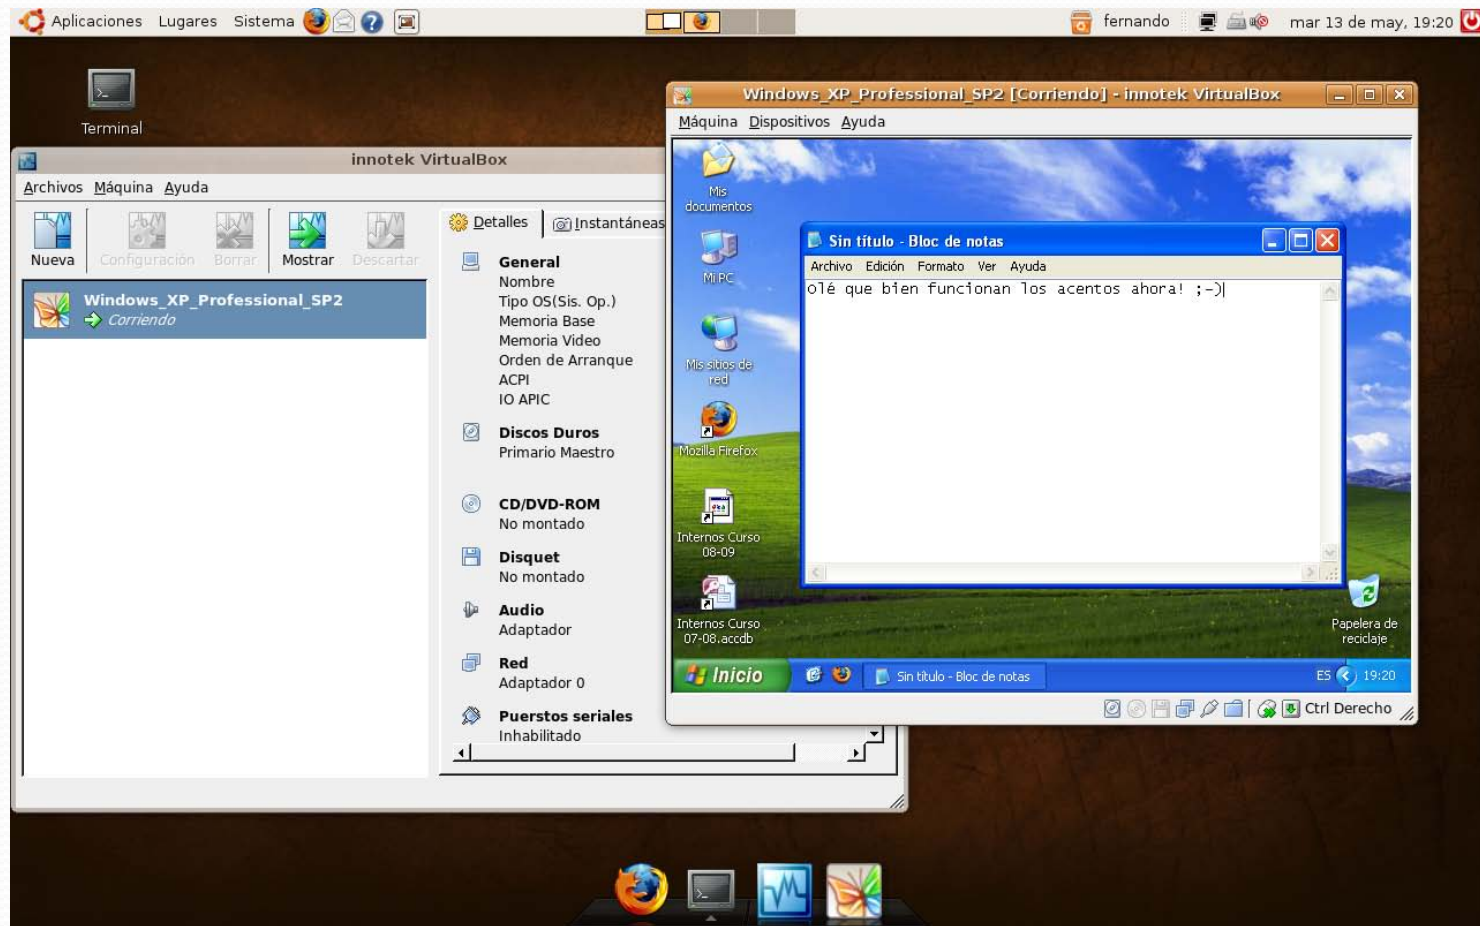 Aplicaciones Lugares Sistema
fernando
mar 13 de may, 19:20
Terminal
innotek VirtualBox
Archivos Máquina Ayuda
Nueva Configuración Borrar Mostrar Descartar
Windows_XP_Professional_SP2
Corriendo
Detalles Instantáneas
General
Nombre
Tipo OS(Sis. Op.)
Memoria Base
Memoria Video
Orden de Arranque
ACPI
IO APIC
Discos Duros
Primario Maestro
CD/DVD-ROM
No montado
Disquet
No montado
Audio
Adaptador
Red
Adaptador 0
Puerstos seriales
Inhabilitado
Windows_XP_Professional_SP2 [Corriendo] - innotek VirtualBox
Máquina Dispositivos Ayuda
Mis
documentos
Mi PC
Mis sitios de
red
Mozilla Firefox
Internos Curso
08-09
Internos Curso
07-08.accdb
Sin título - Bloc de notas
Archivo Edición Formato Ver Ayuda
Olé que bien funcionan los acentos ahora! ;-)
Papelera de
reciclaje
Inicio
Sin título - Bloc de notas
ES 19:20
Ctrl Derecho